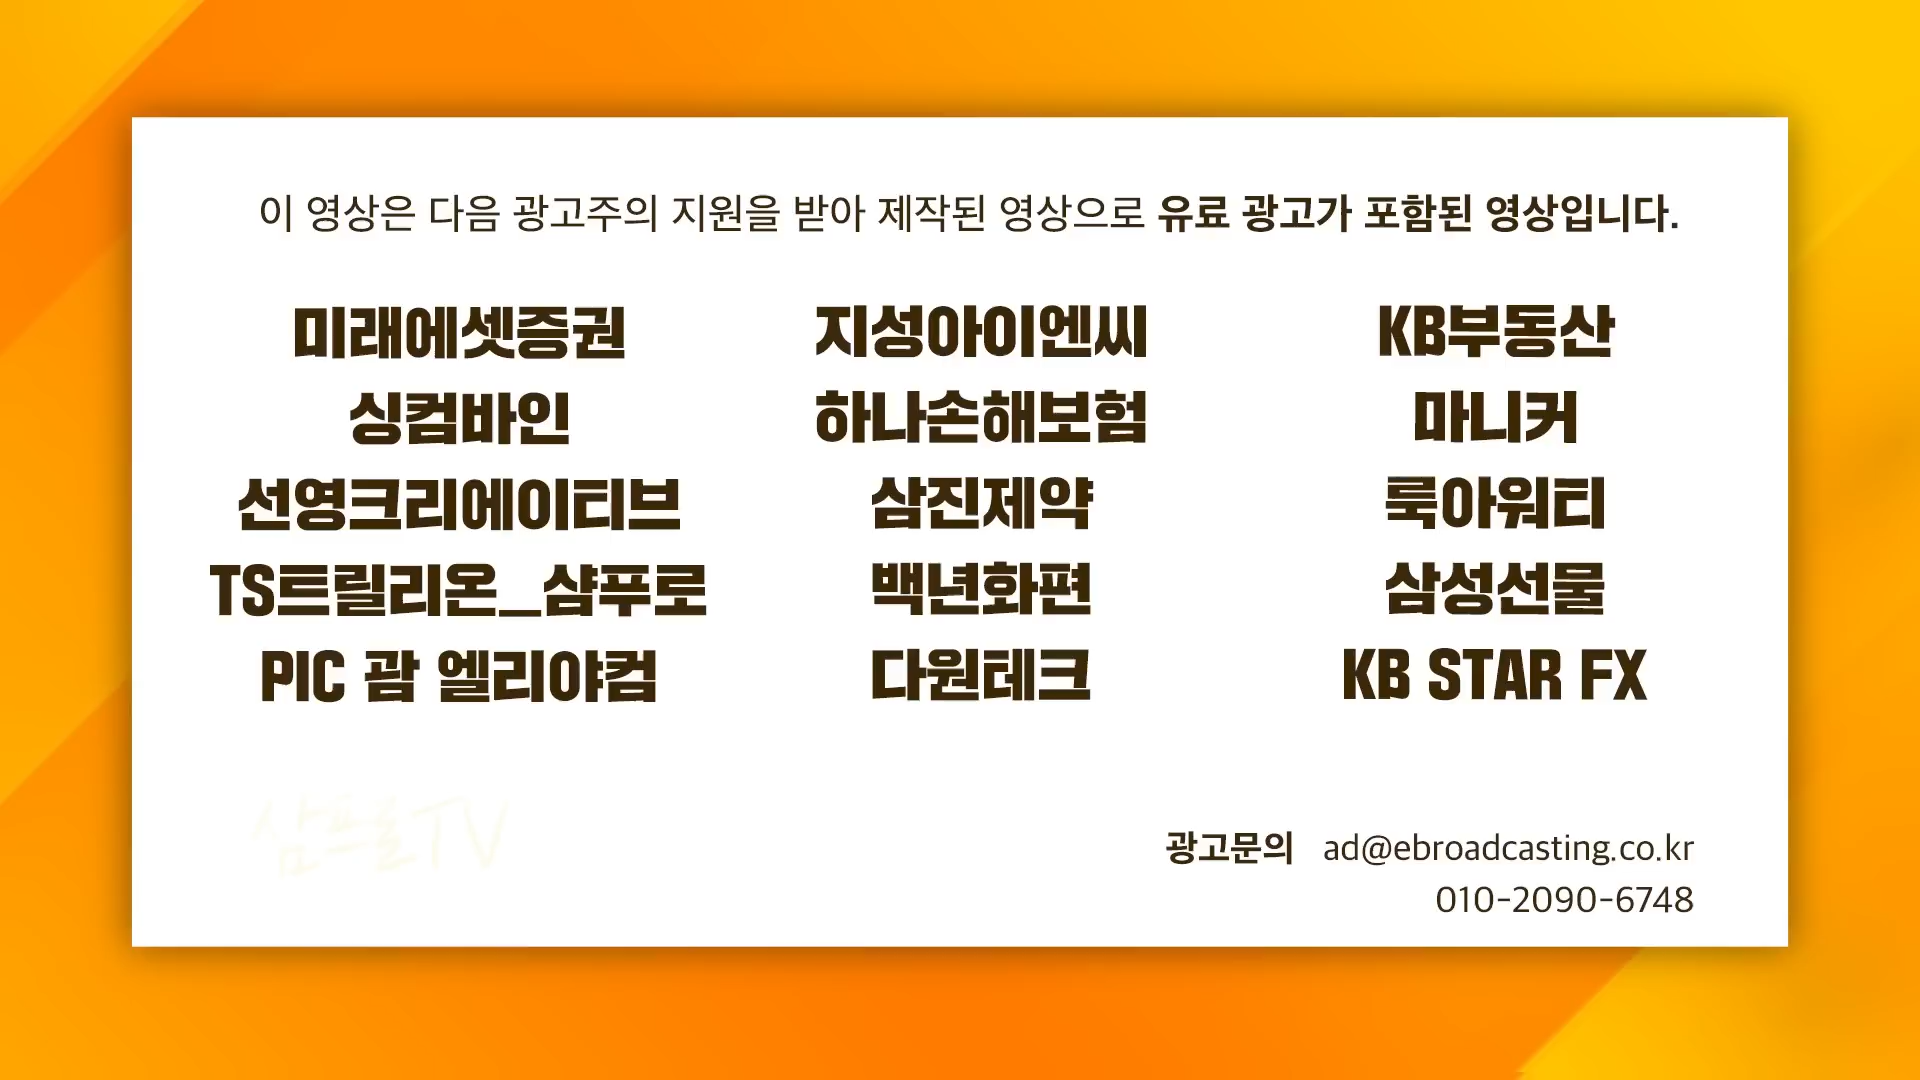 이 영상은 다음 광고주의 지원을 받아 제작된 영상으로 유료 광고가 포함된 영상입니다.
미래에셋증권
싱컴바인
선영크리에이티브
TS트릴리온_샴푸로
PIC 괌 엘리야컴
지성아이엔씨
하나손해보험
삼진제약
백년화편
다원테크
KB부동산
마니커
룩아워티
삼성선물
KB STAR FX
삼프로TV
광고문의 ad@ebroadcasting.co.kr
010-2090-6748